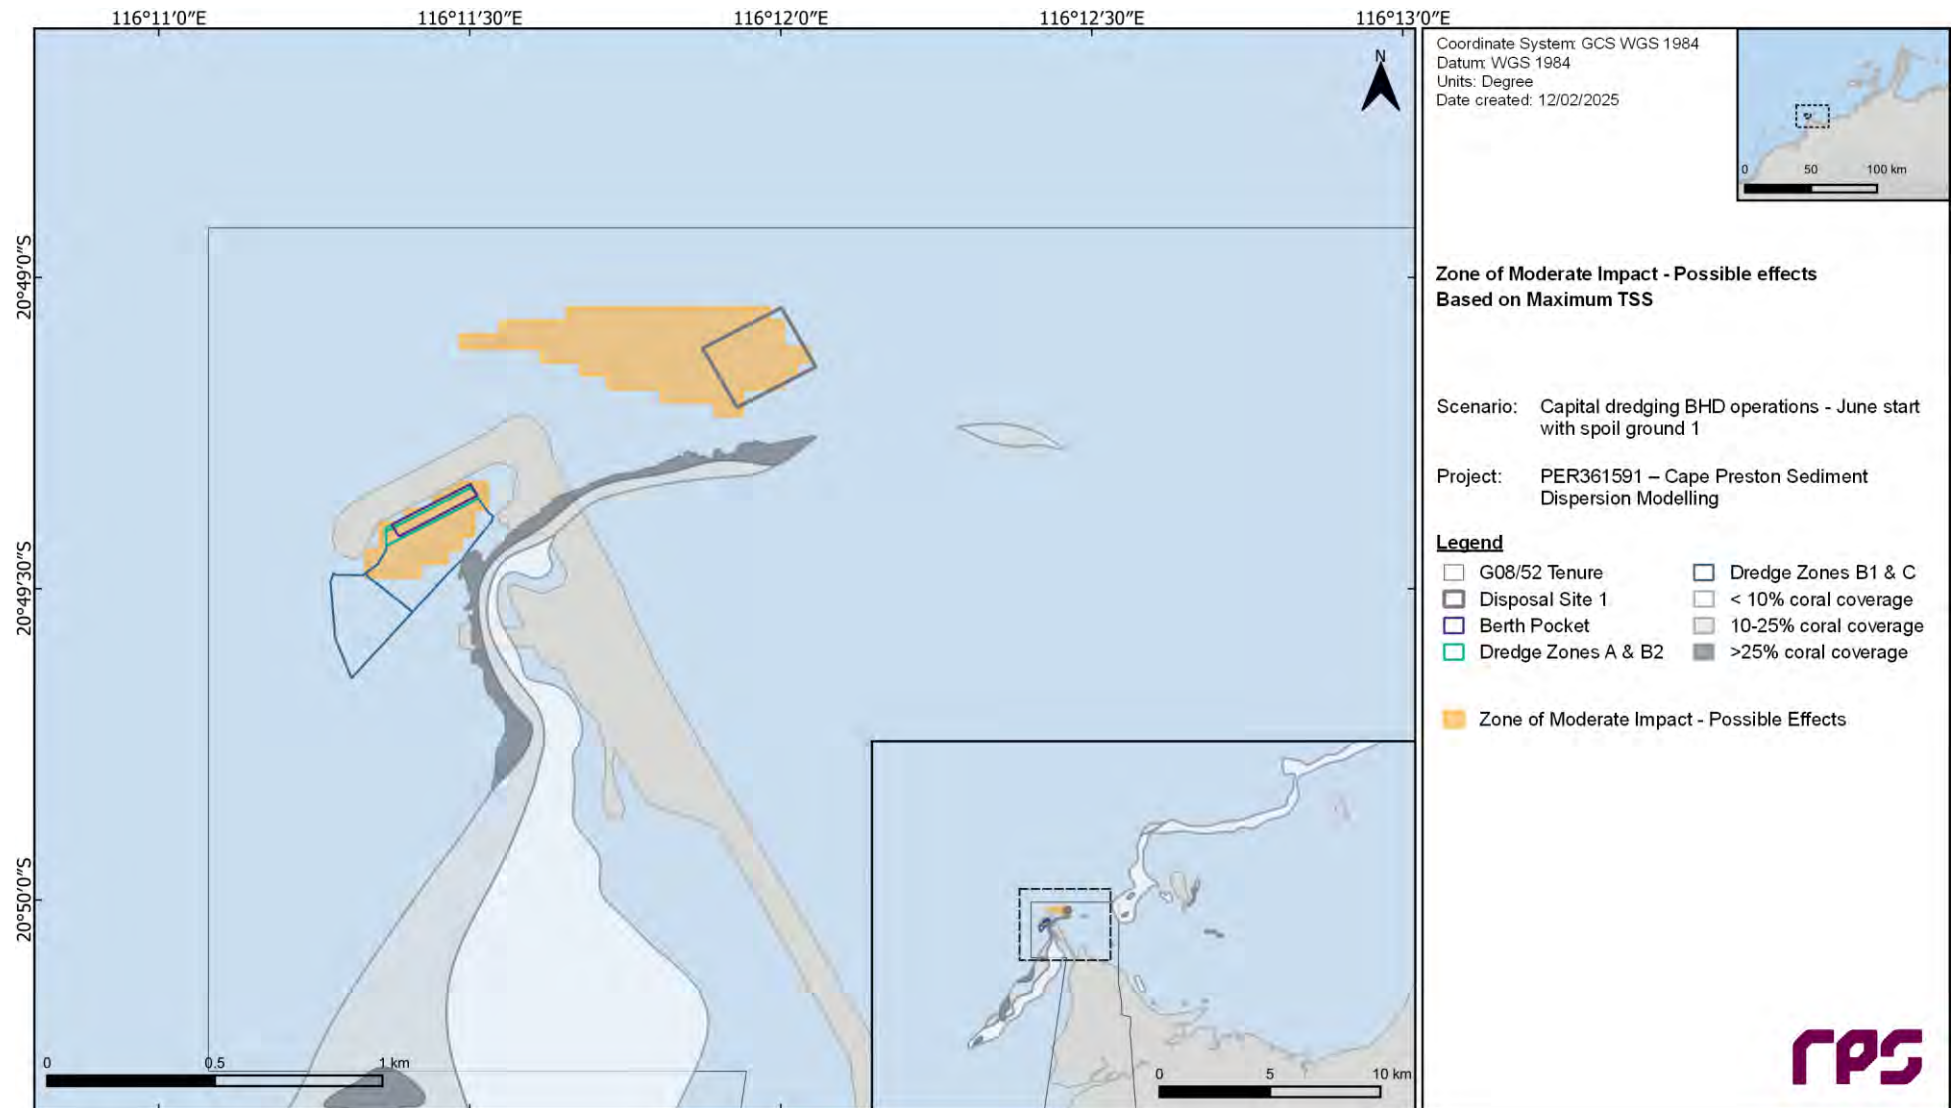 116°11′0″E
116°11′30″E
116°12′0″E
116°12′30″E
116°13′0″E
20°49′0″S
20°49′30″S
20°50′0″S
N
0 0.5 1 km
0 5 10 km
Coordinate System: GCS WGS 1984
Datum: WGS 1984
Units: Degree
Date created: 12/02/2025
0 50 100 km
Zone of Moderate Impact - Possible effects
Based on Maximum TSS
Scenario: Capital dredging BHD operations - June start
with spoil ground 1
Project: PER361591 – Cape Preston Sediment
Dispersion Modelling
Legend
G08/52 Tenure
Disposal Site 1
Berth Pocket
Dredge Zones A & B2
Dredge Zones B1 & C
< 10% coral coverage
10-25% coral coverage
>25% coral coverage
Zone of Moderate Impact - Possible Effects
rps